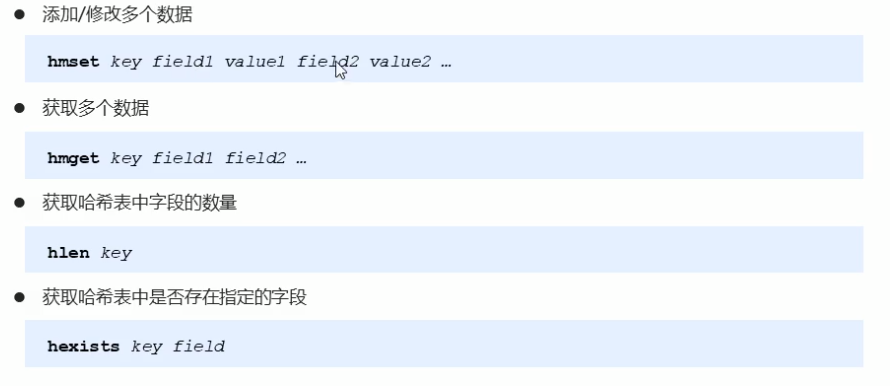 ● 添加/修改多个数据
hmset key field1 value1 field2 value2 …
● 获取多个数据
hmget key field1 field2 …
● 获取哈希表中字段的数量
hlen key
● 获取哈希表中是否存在指定的字段
hexists key field